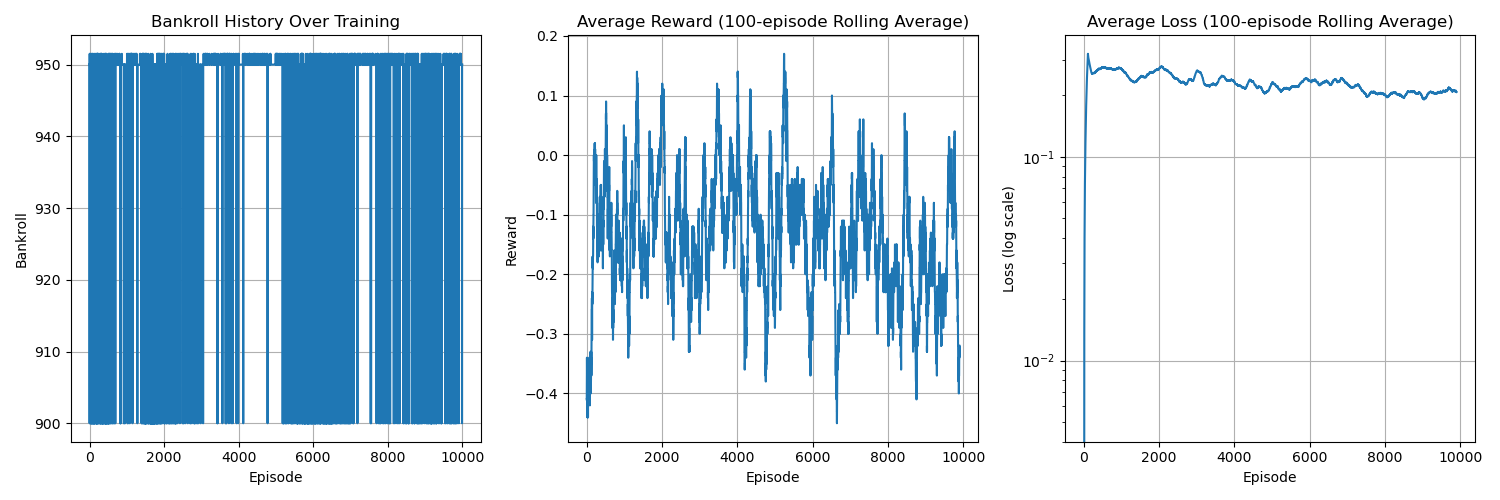 Bankroll History Over Training
Bankroll
950
940
930
920
910
900
0 2000 4000 6000 8000 10000
Episode
Average Reward (100-episode Rolling Average)
Reward
0.2
0.1
0.0
−0.1
−0.2
−0.3
−0.4
0 2000 4000 6000 8000 10000
Episode
Average Loss (100-episode Rolling Average)
Loss (log scale)
10⁻¹
10⁻²
0 2000 4000 6000 8000 10000
Episode